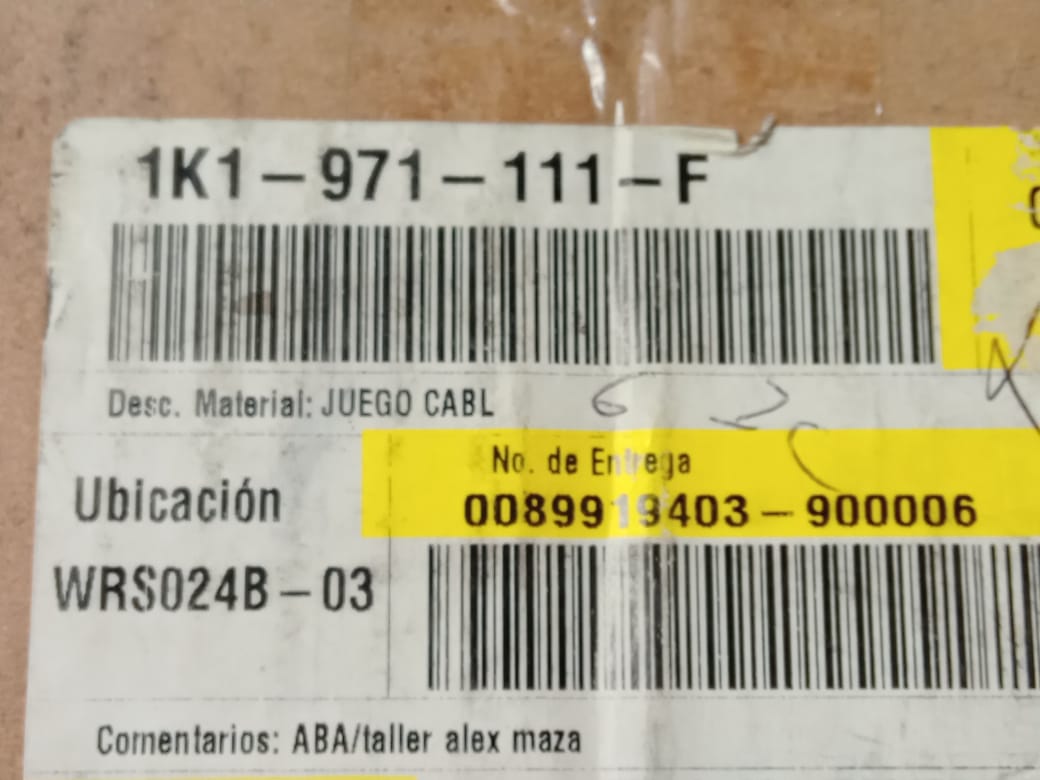 1K1-971-111-F
Desc. Material: JUEGO CABL
No. de Entrega
0089919403-900006
Ubicación
WRS024B-03
Comentarios: ABA/taller alex maza